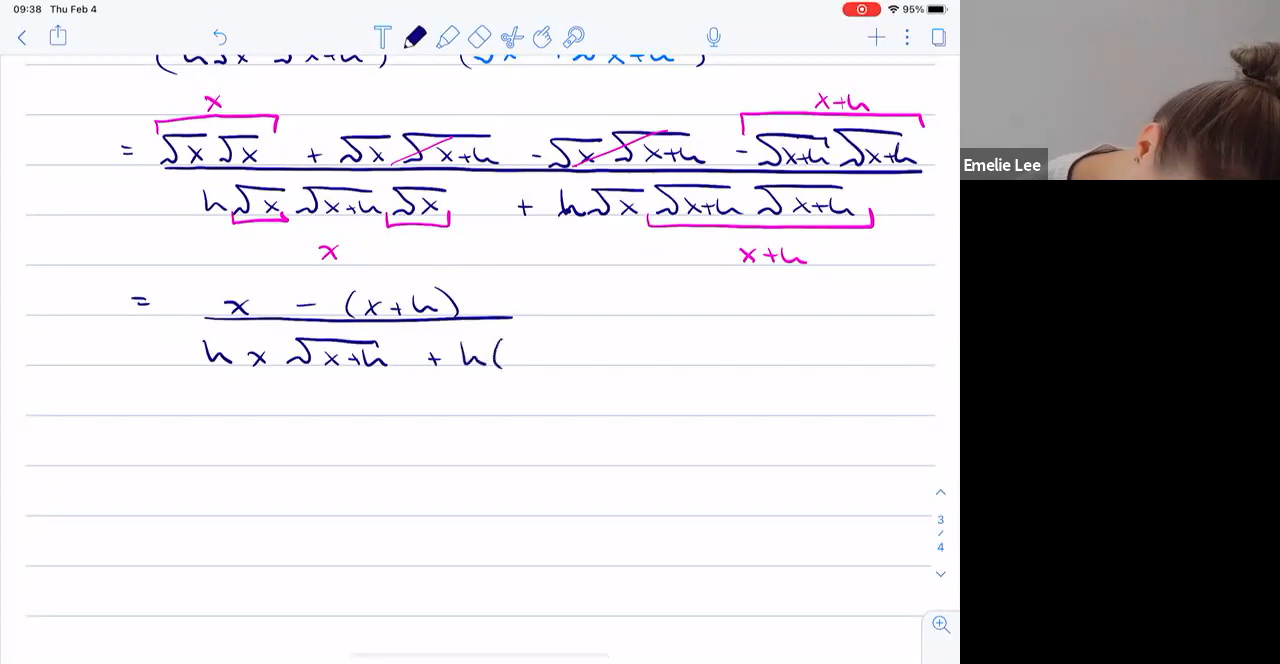 09:38 Thu Feb 4 95%
x x+h
= √x √x + √x √x+h - √x √x+h - √x+h √x+h
h √x √x+h √x + h √x √x+h √x+h
x x+h
= x - (x+h)
h x √x+h + h(
3
/
4
Emelie Lee